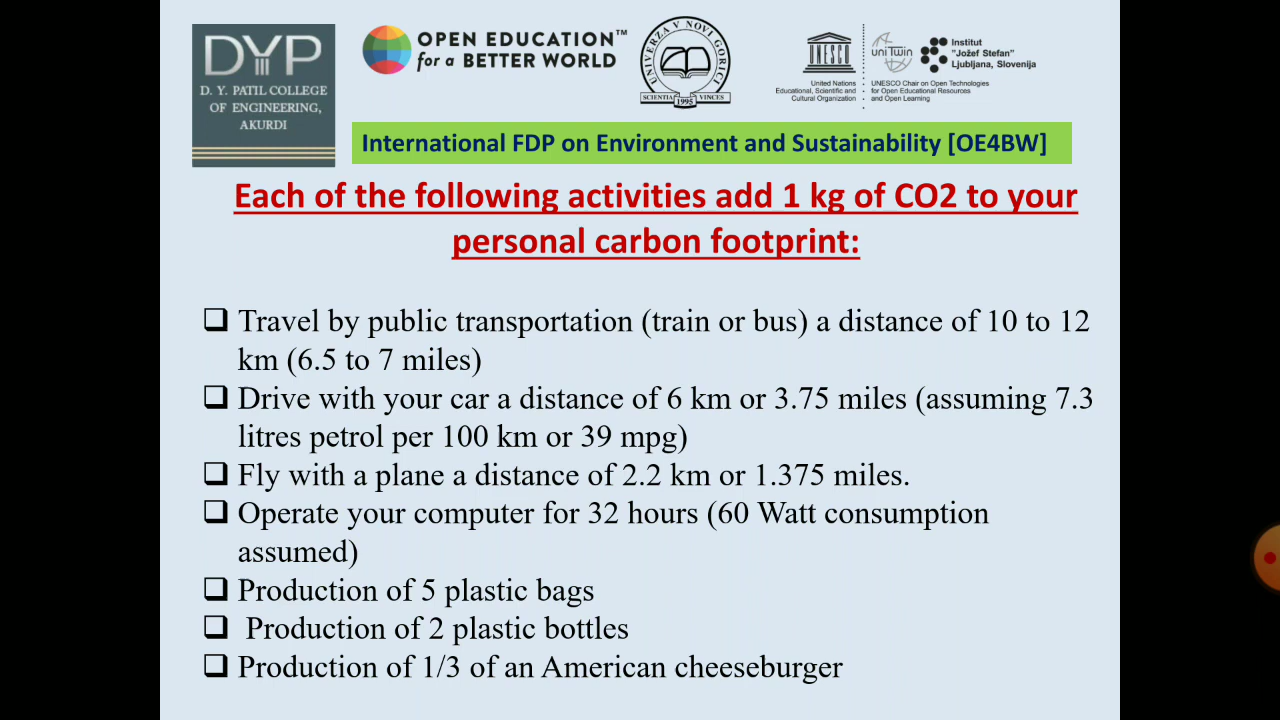 DYP
D. Y. PATIL COLLEGE
OF ENGINEERING,
AKURDI
OPEN EDUCATION™
for a BETTER WORLD
UNIVERZA V NOVI GORICI
SCIENTIA VINCES
1995
UNESCO
United Nations
Educational, Scientific and
Cultural Organization
uniTwin
Institut
"Jožef Stefan"
Ljubljana, Slovenija
UNESCO Chair on Open Technologies
for Open Educational Resources
and Open Learning
International FDP on Environment and Sustainability [OE4BW]
Each of the following activities add 1 kg of CO2 to your
personal carbon footprint:
❑ Travel by public transportation (train or bus) a distance of 10 to 12
km (6.5 to 7 miles)
❑ Drive with your car a distance of 6 km or 3.75 miles (assuming 7.3
litres petrol per 100 km or 39 mpg)
❑ Fly with a plane a distance of 2.2 km or 1.375 miles.
❑ Operate your computer for 32 hours (60 Watt consumption
assumed)
❑ Production of 5 plastic bags
❑ Production of 2 plastic bottles
❑ Production of 1/3 of an American cheeseburger